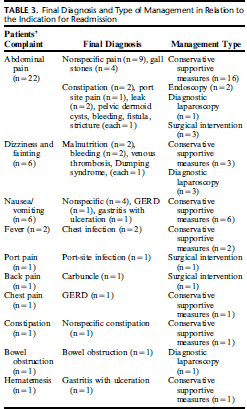 TABLE 3. Final Diagnosis and Type of Management in Relation to
the Indication for Readmission
Patients'
Complaint Final Diagnosis Management Type
Abdominal Nonspecific pain (n=9), gall Conservative
pain stones (n=4) supportive
(n=22) measures (n=16)
Constipation (n=2), port Endoscopy (n=2)
site pain (n=1), leak Diagnostic
(n=2), pelvic dermoid laparoscopy
cysts, bleeding, fistula, (n=1)
stricture (each=1) Surgical intervention
(n=3)
Dizziness and Malnutrition (n=2), Conservative
fainting bleeding (n=2), venous supportive
(n=6) thrombosis, Dumping measures (n=3)
syndrome, (each=1) Diagnostic
laparoscopy
(n=3)
Nausea/ Nonspecific (n=4), GERD Conservative
vomiting (n=1), gastritis with supportive
(n=6) ulceration (n=1) measures (n=6)
Fever (n=2) Chest infection (n=2) Conservative
supportive
measures (n=2)
Port pain Port-site infection (n=1) Surgical intervention
(n=1) (n=1)
Back pain Carbuncle (n=1) Surgical intervention
(n=1) (n=1)
Chest pain GERD (n=1) Conservative
(n=1) supportive
measures (n=1)
Constipation Nonspecific constipation Conservative
(n=1) (n=1) supportive
measures (n=1)
Bowel Bowel obstruction (n=1) Diagnostic
obstruction laparoscopy
(n=1) (n=1)
Hematemesis Gastritis with ulceration Conservative
(n=1) (n=1) supportive
measures (n=1)